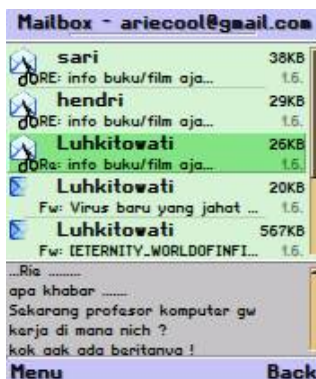 Mailbox - ariecool@gmail.com
sari 38KB
RE: info buku/film aja... 1.6.
hendri 29KB
RE: info buku/film aja... 1.6.
Luhkitowati 26KB
Re: info buku/film aja... 1.6.
Luhkitowati 20KB
Fw: Virus baru yang jahat ... 1.6.
Luhkitowati 567KB
Fw: [ETERNITY_WORLDOFINFI... 1.6.
...Rie .........
apa khabar .......
Sekarang profesor komputer gw
kerja di mana nich ?
kok gak ada beritanya !
Menu Back